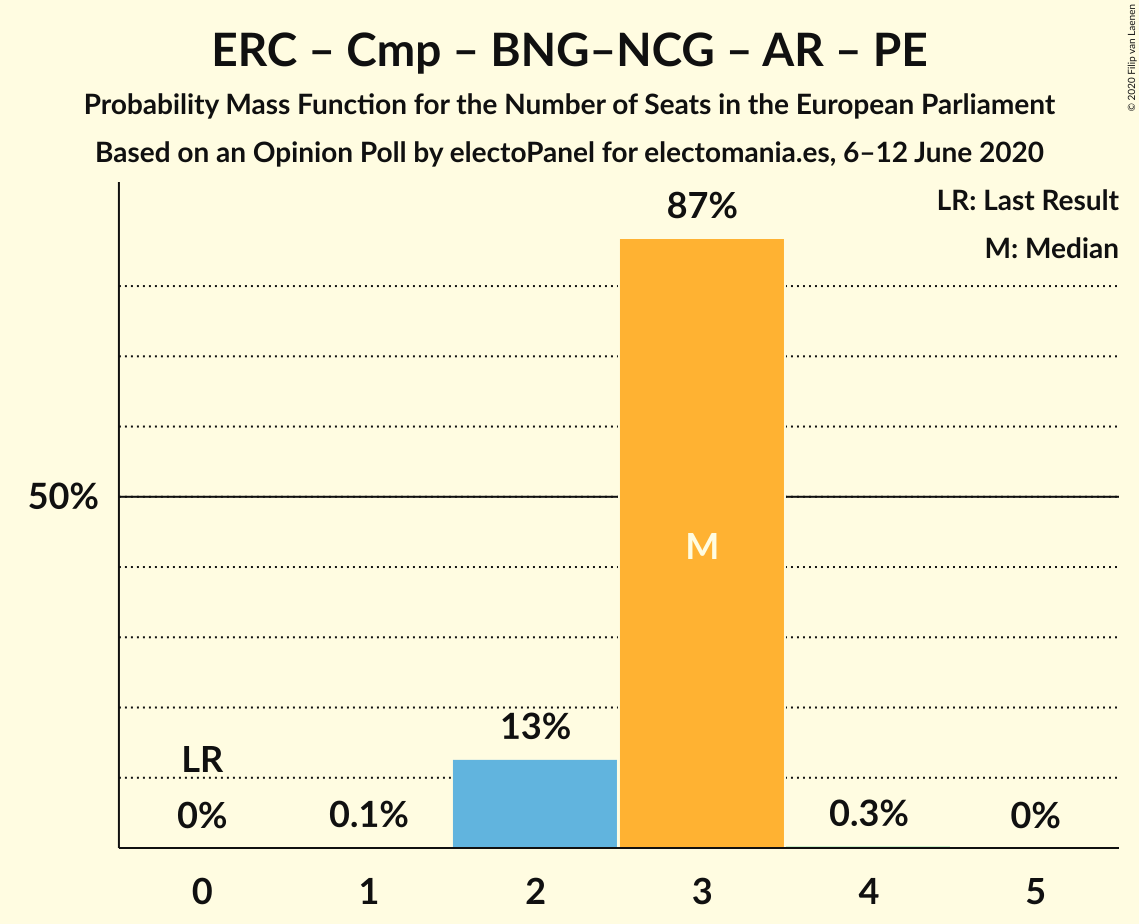 ERC – Cmp – BNG–NCG – AR – PE
Probability Mass Function for the Number of Seats in the European Parliament
Based on an Opinion Poll by electoPanel for electomania.es, 6–12 June 2020
© 2020 Filip van Laenen
LR: Last Result
M: Median
87%
50%
M
13%
LR
0%
0.1%
0.3%
0%
0 1 2 3 4 5